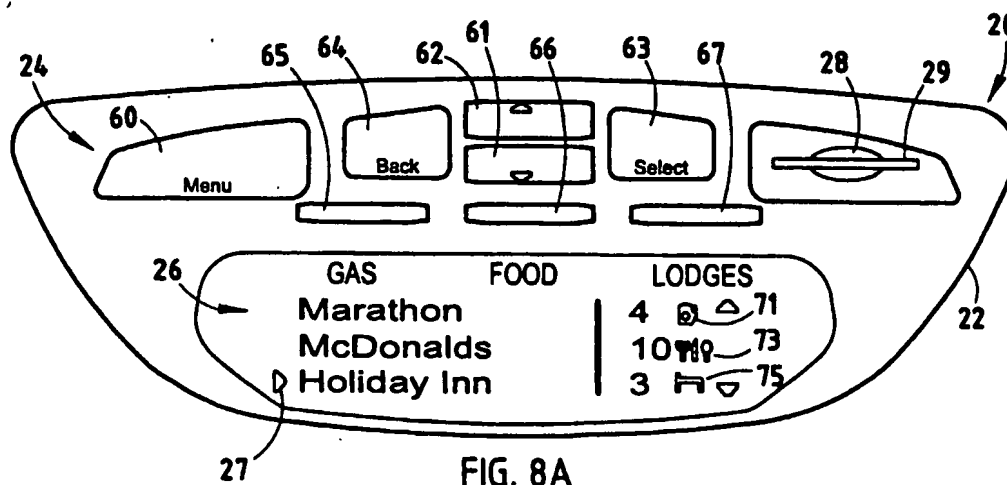 61
62
66
63
64
65
67
20
24
28
29
60
Menu
Back
Select
26
GAS FOOD LODGES
Marathon 4 71
McDonalds 10 73
Holiday Inn 3 75
22
27
FIG. 8A